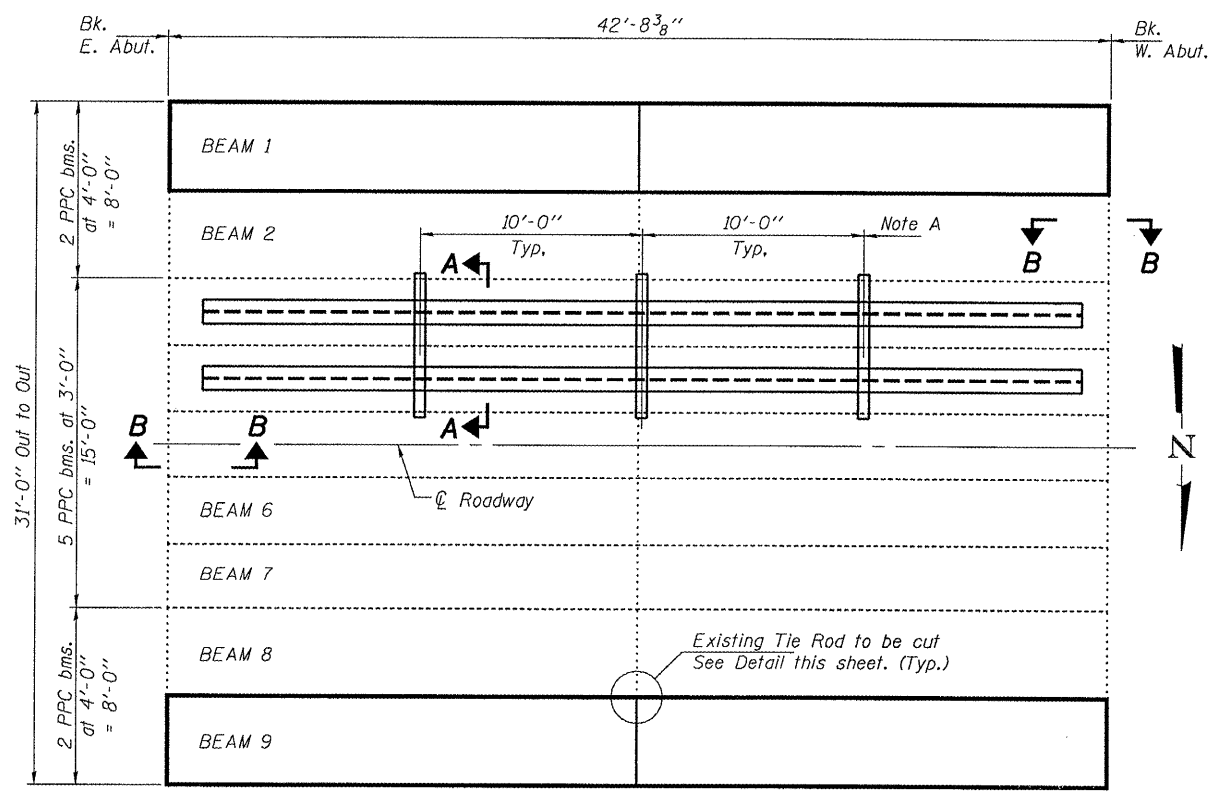 Bk.
E. Abut.
42'-8 3/8"
Bk.
W. Abut.
31'-0" Out to Out
2 PPC bms.
at 4'-0"
= 8'-0"
5 PPC bms. at 3'-0"
= 15'-0"
2 PPC bms.
at 4'-0"
= 8'-0"
BEAM 1
BEAM 2
10'-0"
Typ.
10'-0"
Typ.
Note A
A
B
B
A
B
B
N
℄ Roadway
BEAM 6
BEAM 7
BEAM 8
Existing Tie Rod to be cut
See Detail this sheet. (Typ.)
BEAM 9